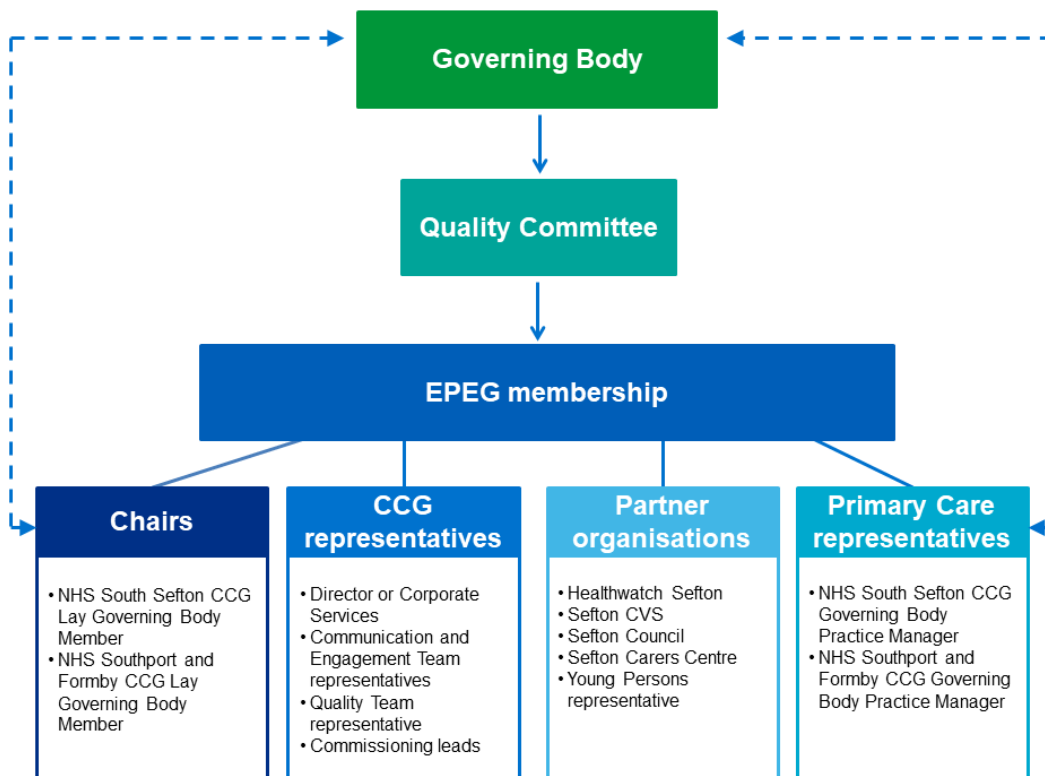 Governing Body
Quality Committee
EPEG membership
Chairs
• NHS South Sefton CCG
Lay Governing Body
Member
• NHS Southport and
Formby CCG Lay
Governing Body
Member
CCG
representatives
• Director or Corporate
Services
• Communication and
Engagement Team
representatives
• Quality Team
representative
• Commissioning leads
Partner
organisations
• Healthwatch Sefton
• Sefton CVS
• Sefton Council
• Sefton Carers Centre
• Young Persons
representative
Primary Care
representatives
• NHS South Sefton CCG
Governing Body
Practice Manager
• NHS Southport and
Formby CCG Governing
Body Practice Manager